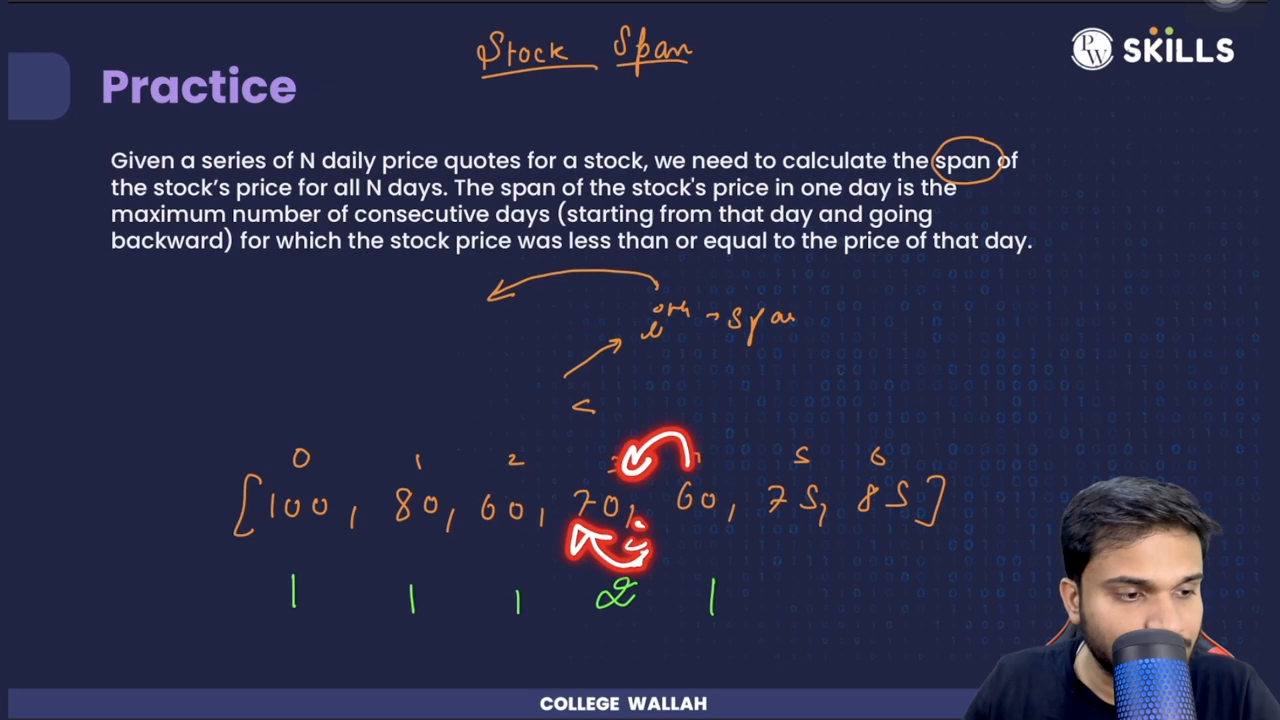 Stock Span
PW SKILLS
Practice
Given a series of N daily price quotes for a stock, we need to calculate the span of
the stock's price for all N days. The span of the stock's price in one day is the
maximum number of consecutive days (starting from that day and going
backward) for which the stock price was less than or equal to the price of that day.
ith → span
<
0 1 2 3 5 6
[100, 80, 60, 70, 60, 75, 85]
1 1 1 2 1
COLLEGE WALLAH